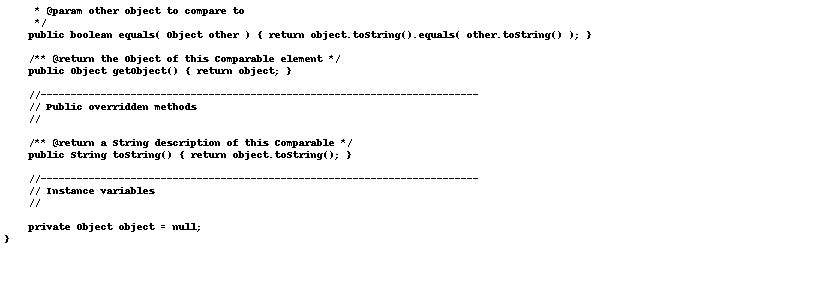 * @param other object to compare to
*/
public boolean equals( Object other ) { return object.toString().equals( other.toString() ); }
/** @return the Object of this Comparable element */
public Object getObject() { return object; }
//-------------------------------------------------------------------------
// Public overridden methods
//
/** @return a String description of this Comparable */
public String toString() { return object.toString(); }
//-------------------------------------------------------------------------
// Instance variables
//
private Object object = null;
}